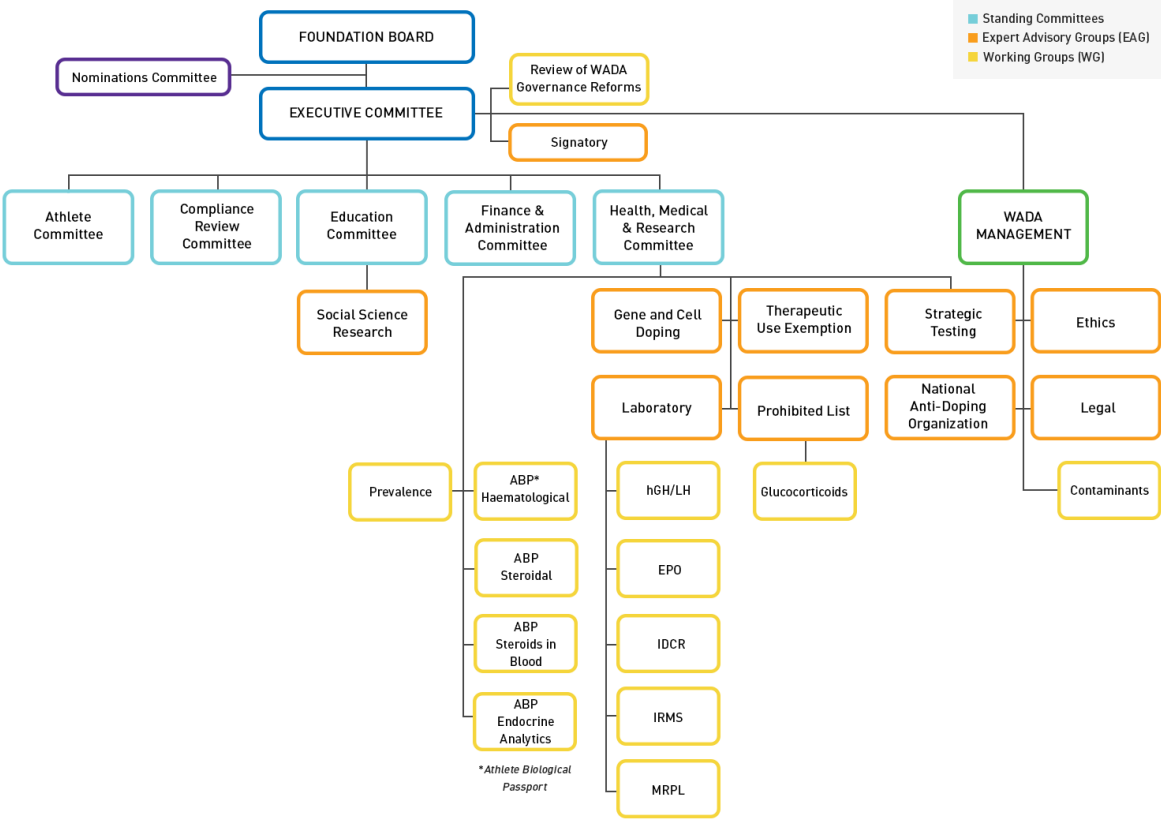 Standing Committees
Expert Advisory Groups (EAG)
Working Groups (WG)
FOUNDATION BOARD
Nominations Committee
Review of WADA
Governance Reforms
EXECUTIVE COMMITTEE
Signatory
Athlete
Committee
Compliance
Review
Committee
Education
Committee
Finance &
Administration
Committee
Health, Medical
& Research
Committee
WADA
MANAGEMENT
Social Science
Research
Gene and Cell
Doping
Therapeutic
Use Exemption
Strategic
Testing
Ethics
Laboratory
Prohibited List
National
Anti-Doping
Organization
Legal
Prevalence
ABP*
Haematological
hGH/LH
Glucocorticoids
Contaminants
ABP
Steroidal
EPO
ABP
Steroids in
Blood
IDCR
ABP
Endocrine
Analytics
IRMS
*Athlete Biological
Passport
MRPL